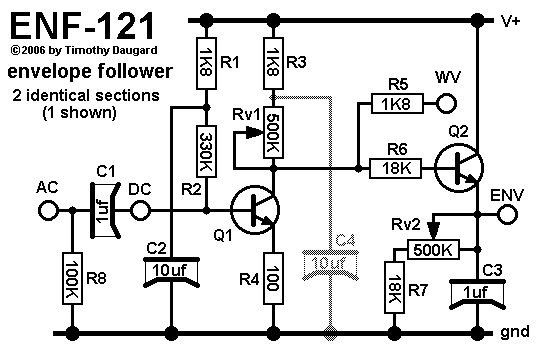 ENF-121
©2006 by Timothy Daugard
envelope follower
2 identical sections
(1 shown)
V+
1K8 R1
1K8 R3
R5 WV
1K8
Rv1
500K
330K
R2
R6
18K
Q2
AC C1 DC
1uf
ENV
Rv2
500K
Q1
C2
10uf
C4
10uf
R4
100
100K
R8
18K
R7
C3
1uf
gnd